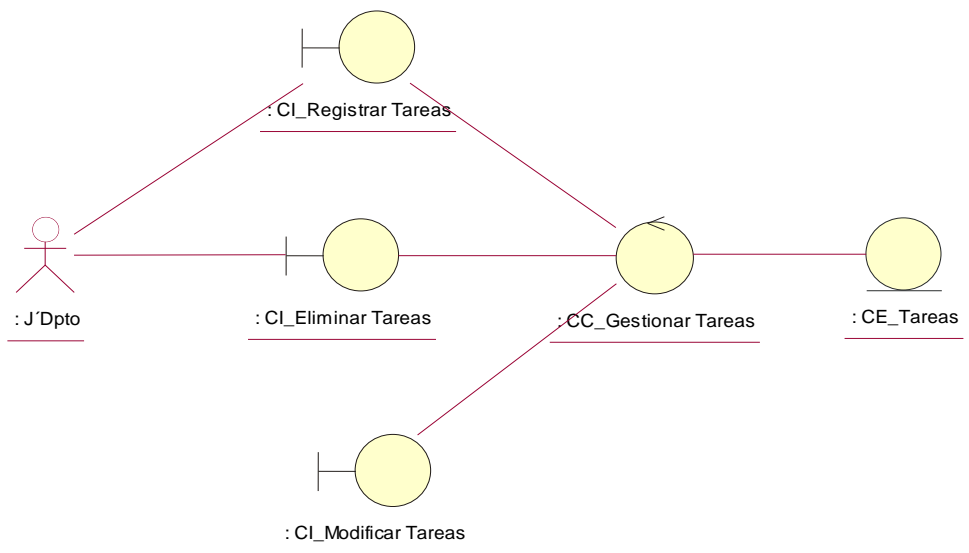 : CI_Registrar Tareas
: J´Dpto
: CI_Eliminar Tareas
: CC_Gestionar Tareas
: CE_Tareas
: CI_Modificar Tareas